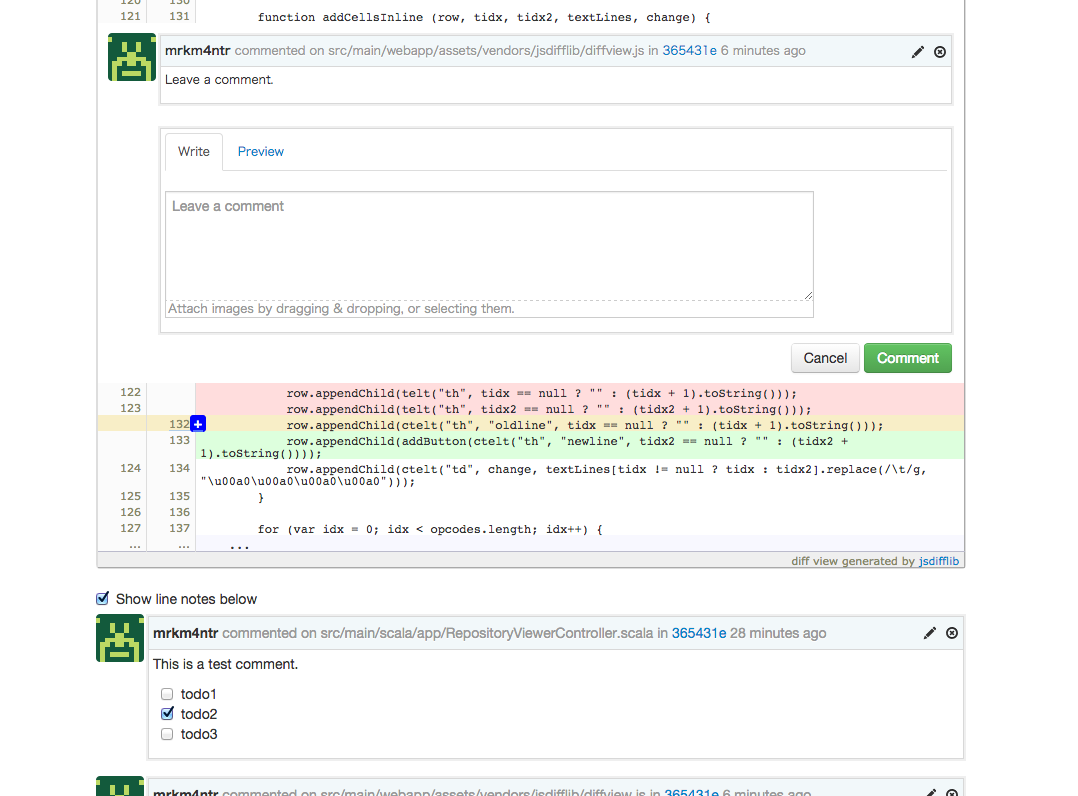 120 130
121 131 function addCellsInline (row, tidx, tidx2, textLines, change) {
mrkm4ntr commented on src/main/webapp/assets/vendors/jsdifflib/diffview.js in 365431e 6 minutes ago
Leave a comment.
Write Preview
Leave a comment
Attach images by dragging & dropping, or selecting them.
Cancel Comment
122 row.appendChild(telt("th", tidx == null ? "" : (tidx + 1).toString()));
123 row.appendChild(telt("th", tidx2 == null ? "" : (tidx2 + 1).toString()));
132 + row.appendChild(ctelt("th", "oldline", tidx == null ? "" : (tidx + 1).toString()));
133 row.appendChild(addButton(ctelt("th", "newline", tidx2 == null ? "" : (tidx2 +
1).toString())));
124 134 row.appendChild(ctelt("td", change, textLines[tidx != null ? tidx : tidx2].replace(/\t/g,
"\u00a0\u00a0\u00a0\u00a0")));
125 135 }
126 136
127 137 for (var idx = 0; idx < opcodes.length; idx++) {
... ... ...
diff view generated by jsdifflib
Show line notes below
mrkm4ntr commented on src/main/scala/app/RepositoryViewerController.scala in 365431e 28 minutes ago
This is a test comment.
todo1
todo2
todo3
mrkm4ntr commented on src/main/webapp/assets/vendors/jsdifflib/diffview.js in 365431e 6 minutes ago